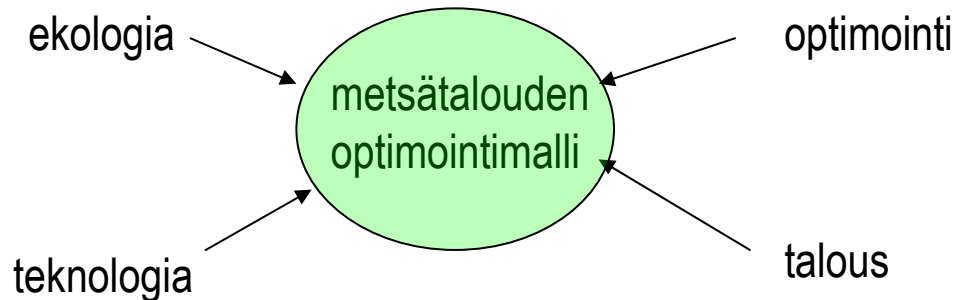 ekologia
optimointi
metsätalouden
optimointimalli
teknologia
talous